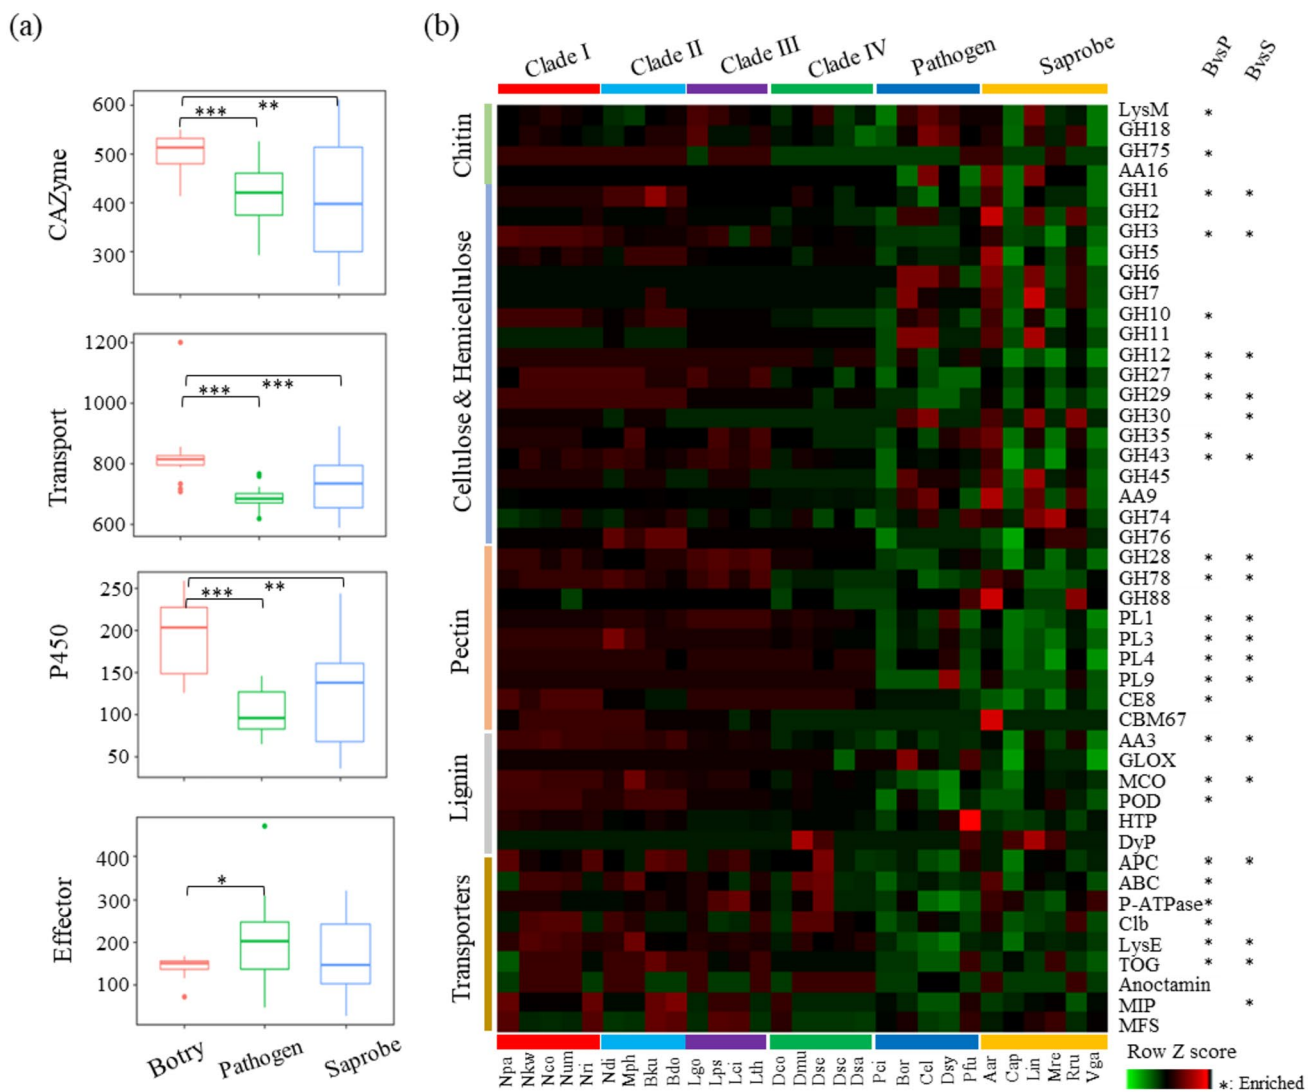 (a)
CAZyme
600
500
400
300
***
**
Transport
1200
1000
800
600
***
***
P450
250
200
150
100
50
***
**
Effector
400
300
200
100
*
Botry
Pathogen
Saprobe
(b)
Clade I
Clade II
Clade III
Clade IV
Pathogen
Saprobe
BvsP
BvsS
Chitin
Cellulose & Hemicellulose
Pectin
Lignin
Transporters
LysM *
GH18
GH75 *
AA16
GH1 * *
GH2
GH3 * *
GH5
GH6
GH7
GH10 *
GH11
GH12 * *
GH27 *
GH29 * *
GH30 *
GH35 *
GH43 * *
GH45
AA9
GH74
GH76
GH28 * *
GH78 * *
GH88
PL1 * *
PL3 * *
PL4 * *
PL9 * *
CE8 *
CBM67
AA3 * *
GLOX
MCO * *
POD *
HTP
DyP
APC * *
ABC *
P-ATPase *
Clb *
LysE * *
TOG * *
Anoctamin
MIP *
MFS
Npa
Nkw
Nco
Num
Nri
Ndi
Mph
Bku
Bdo
Lgo
Lps
Lci
Lth
Dco
Dmu
Dse
Dsc
Dsa
Pci
Bor
Cel
Dsy
Pfu
Aar
Cap
Lin
Mrc
Rru
Vga
Row Z score
*: Enriched